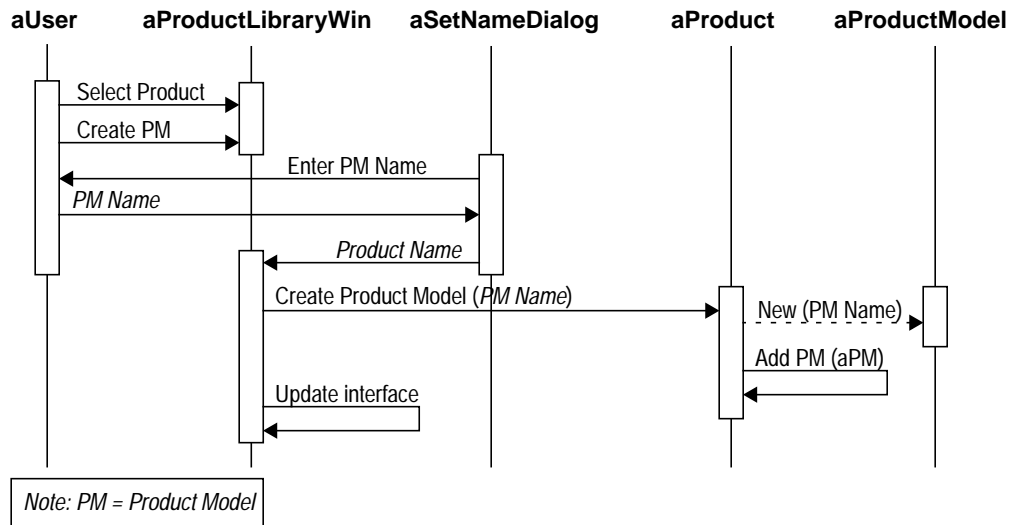 aUser aProductLibraryWin aSetNameDialog aProduct aProductModel
Select Product
Create PM
Enter PM Name
PM Name
Product Name
Create Product Model (PM Name)
New (PM Name)
Add PM (aPM)
Update interface
Note: PM = Product Model